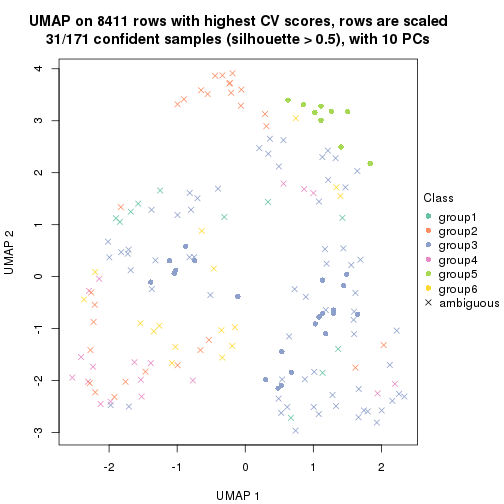 UMAP on 8411 rows with highest CV scores, rows are scaled
31/171 confident samples (silhouette > 0.5), with 10 PCs
4
3
2
1
0
-1
-2
-3
UMAP 2
-2
-1
0
1
2
UMAP 1
Class
group1
group2
group3
group4
group5
group6
ambiguous